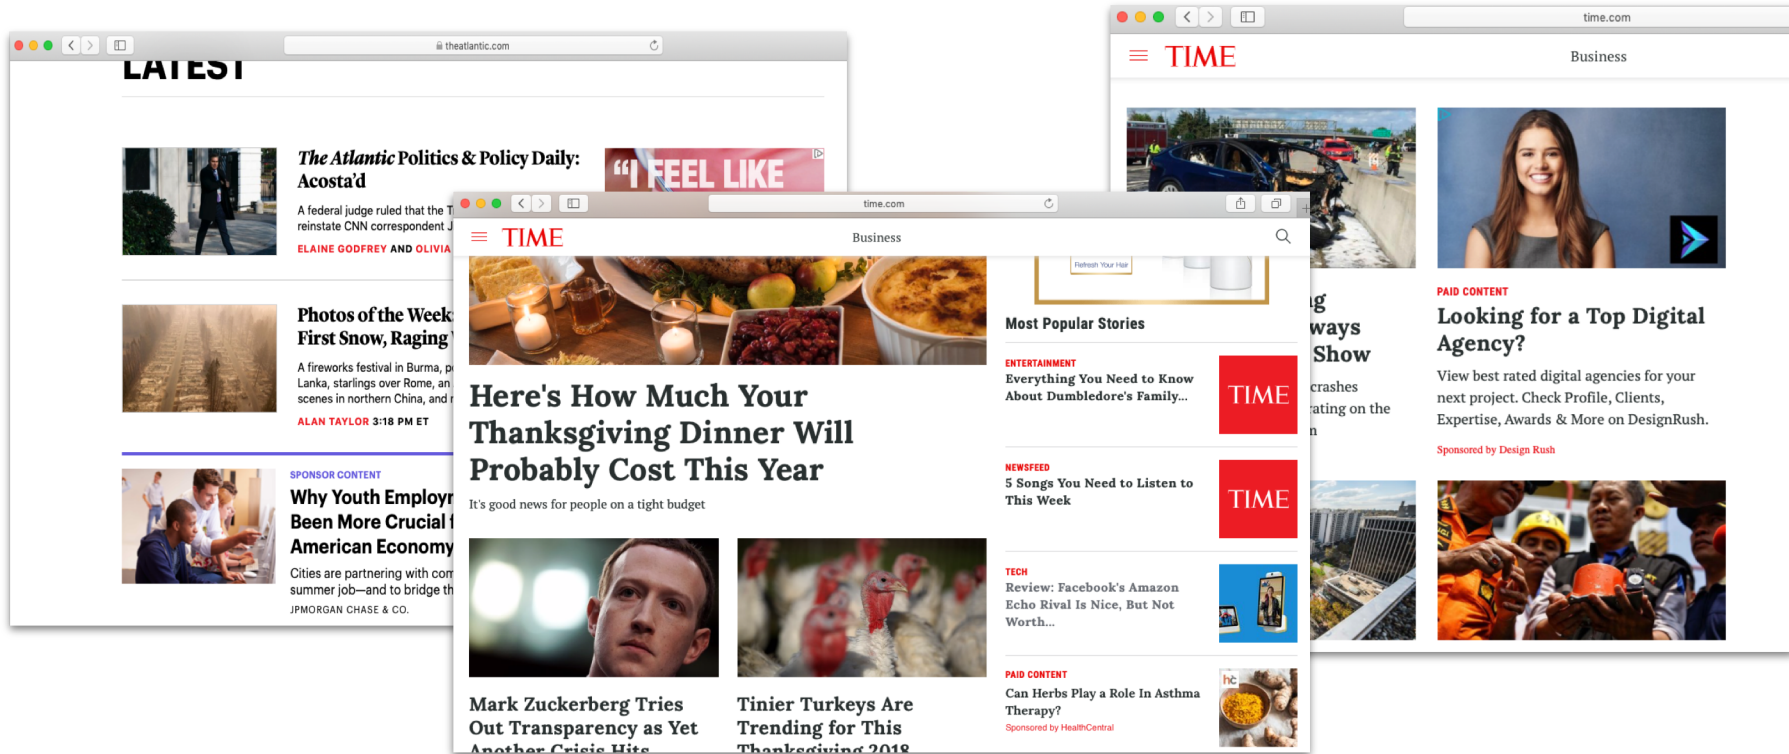 theatlantic.com
LATEST
The Atlantic Politics & Policy Daily:
Acosta'd
A federal judge ruled that the
reinstate CNN correspondent
ELAINE GODFREY AND OLIVIA
"I FEEL LIKE
Photos of the Week:
First Snow, Raging
A fireworks festival in Burma,
Lanka, starlings over Rome, an
scenes in northern China, and
ALAN TAYLOR 3:18 PM ET
SPONSOR CONTENT
Why Youth
Been More Crucial
American Economy
Cities are partnering with
summer job—and to bridge
JPMORGAN CHASE & CO.
time.com
TIME
Business
Refresh Your Hair
Here's How Much Your
Thanksgiving Dinner Will
Probably Cost This Year
It's good news for people on a tight budget
Mark Zuckerberg Tries
Out Transparency as Yet
Another Crisis Hits
Tinier Turkeys Are
Trending for This
Thanksgiving 2018
Most Popular Stories
ENTERTAINMENT
Everything You Need to Know
About Dumbledore's Family...
TIME
NEWSFEED
5 Songs You Need to Listen to
This Week
TIME
TECH
Review: Facebook's Amazon
Echo Rival Is Nice, But Not
Worth...
PAID CONTENT
Can Herbs Play a Role In Asthma
Therapy?
Sponsored by HealthCentral
hc
time.com
TIME
Business
ways
Show
crashes
rating on the
PAID CONTENT
Looking for a Top Digital
Agency?
View best rated digital agencies for your
next project. Check Profile, Clients,
Expertise, Awards & More on DesignRush.
Sponsored by Design Rush